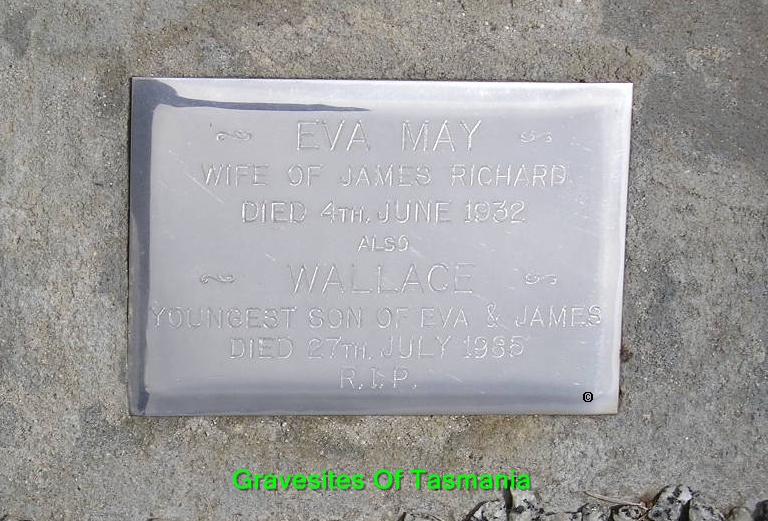 EVA MAY
WIFE OF JAMES RICHARD
DIED 4TH. JUNE 1932
ALSO
WALLACE
YOUNGEST SON OF EVA & JAMES
DIED 27TH. JULY 1985
R.I.P.
©
Gravesites Of Tasmania